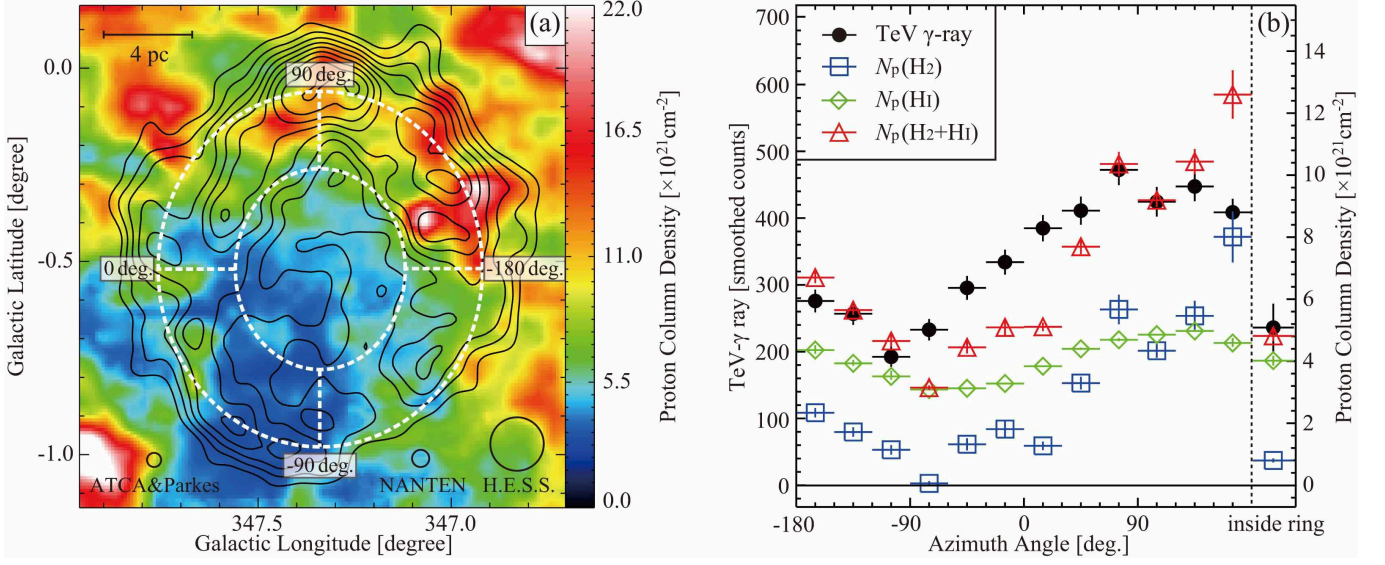 (a)
4 pc
90 deg.
0 deg.
-180 deg.
-90 deg.
ATCA&Parkes
NANTEN
H.E.S.S.
0.0
-0.5
-1.0
Galactic Latitude [degree]
347.5
347.0
Galactic Longitude [degree]
22.0
16.5
11.0
5.5
0.0
Proton Column Density [×10²¹cm⁻²]
(b)
TeV γ-ray
Nₚ(H₂)
Nₚ(HI)
Nₚ(H₂+HI)
700
600
500
400
300
200
100
0
TeV-γ ray [smoothed counts]
-180
-90
0
90
inside ring
Azimuth Angle [deg.]
14
12
10
8
6
4
2
0
Proton Column Density [×10²¹cm⁻²]